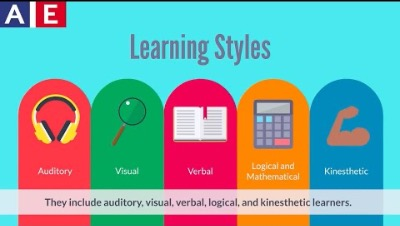 A E
Learning Styles
Auditory
Visual
Verbal
Logical and
Mathematical
Kinesthetic
They include auditory, visual, verbal, logical, and kinesthetic learners.